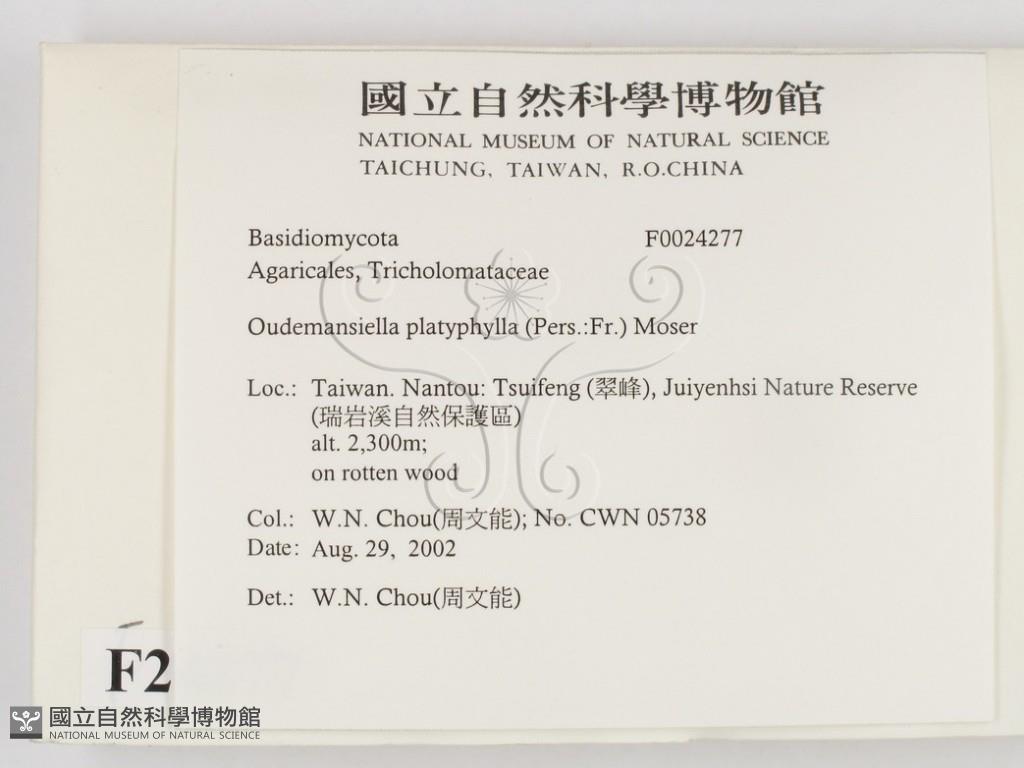 國立自然科學博物館
NATIONAL MUSEUM OF NATURAL SCIENCE
TAICHUNG, TAIWAN, R.O.CHINA
Basidiomycota F0024277
Agaricales, Tricholomataceae
Oudemansiella platyphylla (Pers.:Fr.) Moser
Loc.: Taiwan. Nantou: Tsuifeng (翠峰), Juiyenhsi Nature Reserve
(瑞岩溪自然保護區)
alt. 2,300m;
on rotten wood
Col.: W.N. Chou(周文能); No. CWN 05738
Date: Aug. 29, 2002
Det.: W.N. Chou(周文能)
F2
國立自然科學博物館
NATIONAL MUSEUM OF NATURAL SCIENCE